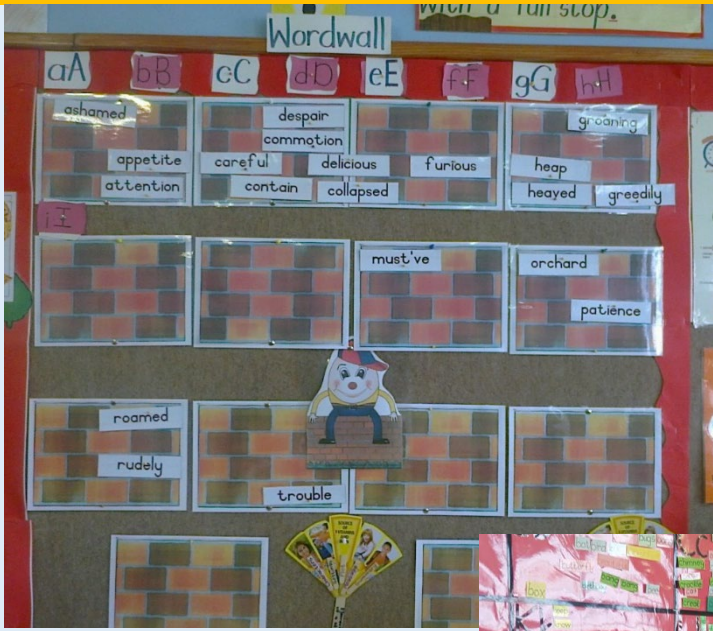 With a full stop.
Wordwall
aA bB cC dD eE fF gG hH
ashamed
appetite
attention
despair
commotion
careful
delicious
contain
collapsed
furious
groaning
heap
heaved
greedily
iI
must've
orchard
patience
roamed
rudely
trouble
box